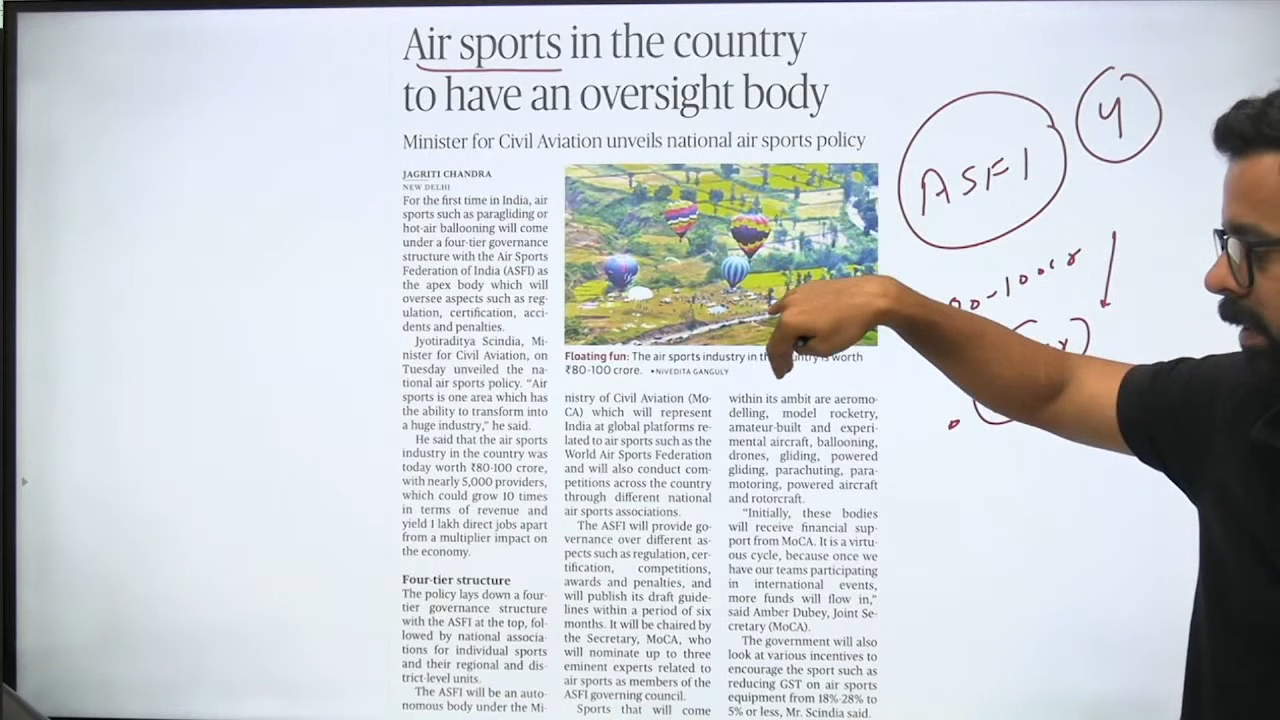 Air sports in the country
to have an oversight body
Minister for Civil Aviation unveils national air sports policy
JAGRITI CHANDRA
NEW DELHI
For the first time in India, air
sports such as paragliding or
hot-air ballooning will come
under a four-tier governance
structure with the Air Sports
Federation of India (ASFI) as
the apex body which will
oversee aspects such as reg-
ulation, certification, acci-
dents and penalties.
Jyotiraditya Scindia, Mi-
nister for Civil Aviation, on
Tuesday unveiled the na-
tional air sports policy. “Air
sports is one area which has
the ability to transform into
a huge industry,” he said.
He said that the air sports
industry in the country was
today worth ₹80-100 crore,
with nearly 5,000 providers,
which could grow 10 times
in terms of revenue and
yield 1 lakh direct jobs apart
from a multiplier impact on
the economy.
Four-tier structure
The policy lays down a four-
tier governance structure
with the ASFI at the top, fol-
lowed by national associa-
tions for individual sports
and their regional and dis-
trict-level units.
The ASFI will be an auto-
nomous body under the Mi-
Floating fun: The air sports industry in the country is worth
₹80-100 crore. •NIVEDITA GANGULY
nistry of Civil Aviation (Mo-
CA) which will represent
India at global platforms re-
lated to air sports such as the
World Air Sports Federation
and will also conduct com-
petitions across the country
through different national
air sports associations.
The ASFI will provide go-
vernance over different as-
pects such as regulation, cer-
tification, competitions,
awards and penalties, and
will publish its draft guide-
lines within a period of six
months. It will be chaired by
the Secretary, MoCA, who
will nominate up to three
eminent experts related to
air sports as members of the
ASFI governing council.
Sports that will come
within its ambit are aeromo-
delling, model rocketry,
amateur-built and experi-
mental aircraft, ballooning,
drones, gliding, powered
gliding, parachuting, para-
motoring, powered aircraft
and rotorcraft.
“Initially, these bodies
will receive financial sup-
port from MoCA. It is a virtu-
ous cycle, because once we
have our teams participating
in international events,
more funds will flow in,”
said Amber Dubey, Joint Se-
cretary (MoCA).
The government will also
look at various incentives to
encourage the sport such as
reducing GST on air sports
equipment from 18%-28% to
5% or less, Mr. Scindia said.
ASFI
4